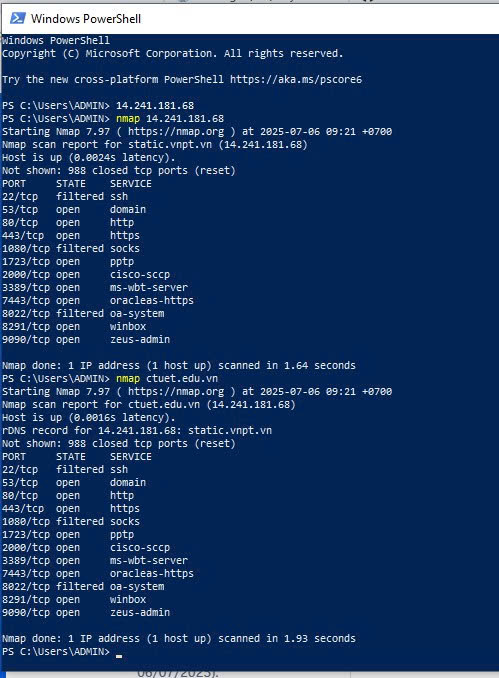 Windows PowerShell
Windows PowerShell
Copyright (C) Microsoft Corporation. All rights reserved.
Try the new cross-platform PowerShell https://aka.ms/pscore6
PS C:\Users\ADMIN> 14.241.181.68
PS C:\Users\ADMIN> nmap 14.241.181.68
Starting Nmap 7.97 ( https://nmap.org ) at 2025-07-06 09:21 +0700
Nmap scan report for static.vnpt.vn (14.241.181.68)
Host is up (0.0024s latency).
Not shown: 988 closed tcp ports (reset)
PORT     STATE    SERVICE
22/tcp   filtered ssh
53/tcp   open     domain
80/tcp   open     http
443/tcp  open     https
1080/tcp filtered socks
1723/tcp open     pptp
2000/tcp open     cisco-sccp
3389/tcp open     ms-wbt-server
7443/tcp open     oracleas-https
8022/tcp filtered oa-system
8291/tcp open     winbox
9090/tcp open     zeus-admin
Nmap done: 1 IP address (1 host up) scanned in 1.64 seconds
PS C:\Users\ADMIN> nmap ctuet.edu.vn
Starting Nmap 7.97 ( https://nmap.org ) at 2025-07-06 09:21 +0700
Nmap scan report for ctuet.edu.vn (14.241.181.68)
Host is up (0.0016s latency).
rDNS record for 14.241.181.68: static.vnpt.vn
Not shown: 988 closed tcp ports (reset)
PORT     STATE    SERVICE
22/tcp   filtered ssh
53/tcp   open     domain
80/tcp   open     http
443/tcp  open     https
1080/tcp filtered socks
1723/tcp open     pptp
2000/tcp open     cisco-sccp
3389/tcp open     ms-wbt-server
7443/tcp open     oracleas-https
8022/tcp filtered oa-system
8291/tcp open     winbox
9090/tcp open     zeus-admin
Nmap done: 1 IP address (1 host up) scanned in 1.93 seconds
PS C:\Users\ADMIN> _